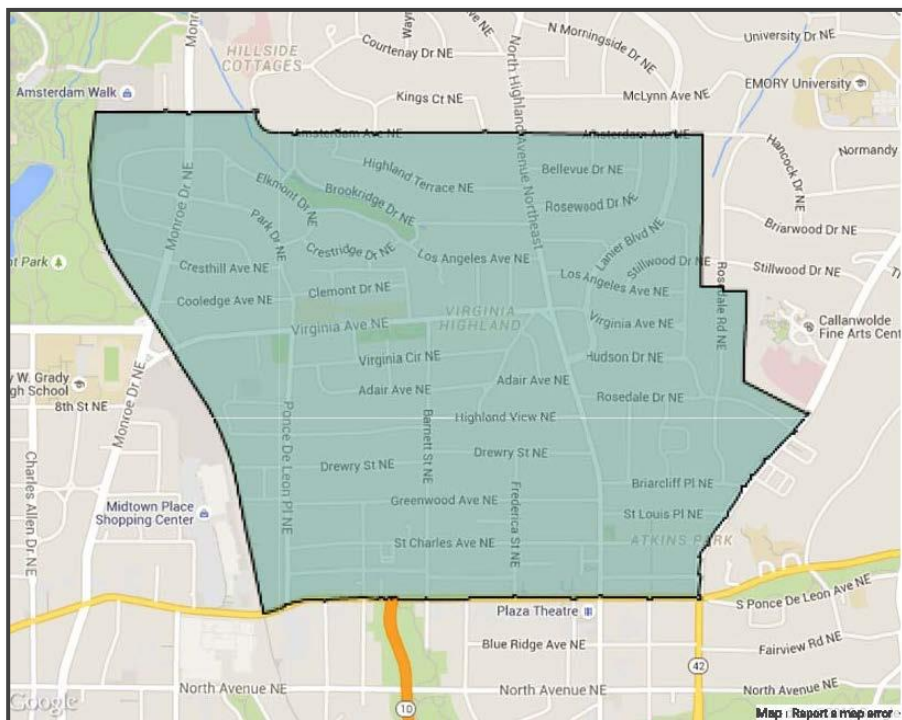 Monroe Dr NE
HILLSIDE
COTTAGES
Courtenay Dr NE
North Highland
Avenue Northeast
N Morningside Dr NE
University Dr NE
Amsterdam Walk
Kings Ct NE
McLynn Ave NE
EMORY University
Amsterdam Ave NE
Amsterdam Ave NE
Hancock Dr NE
Normandy
Highland Terrace NE
Bellevue Dr NE
Elkmont Dr NE
Brookridge Dr NE
Rosewood Dr NE
Park Dr NE
Monroe Dr NE
Crestridge Ct NE
Lanier Blvd NE
Briarwood Dr NE
Los Angeles Ave NE
Stillwood Dr NE
Stillwood Dr NE
Cresthill Ave NE
Los Angeles Ave NE
Rosedale Rd NE
Clemont Dr NE
Cooledge Ave NE
VIRGINIA
HIGHLAND
Virginia Ave NE
Virginia Ave NE
Callanwolde
Fine Arts Cent
Virginia Cir NE
Hudson Dr NE
y W. Grady
gh School
8th St NE
Monroe Dr NE
Adair Ave NE
Adair Ave NE
Rosedale Dr NE
Ponce De Leon Pl NE
Barnett St NE
Highland View NE
Charles Allen Dr NE
Drewry St NE
Drewry St NE
Frederica St NE
Briarcliff Pl NE
Midtown Place
Shopping Center
Greenwood Ave NE
St Louis Pl NE
St Charles Ave NE
ATKINS PARK
Plaza Theatre
S Ponce De Leon Ave NE
Blue Ridge Ave NE
Fairview Rd NE
42
North Avenue NE
North Avenue NE
North Avenue NE
10
Google
Map
Report a map error